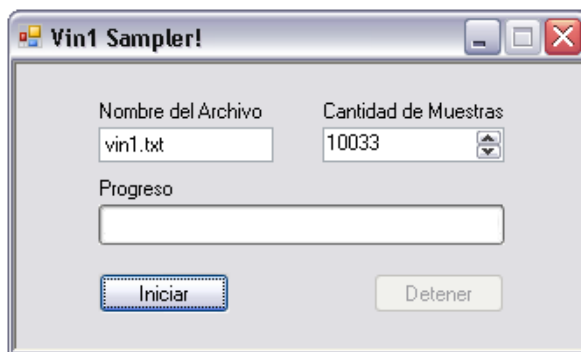 Vin1 Sampler!
Nombre del Archivo
Cantidad de Muestras
vin1.txt
10033
Progreso
Iniciar
Detener